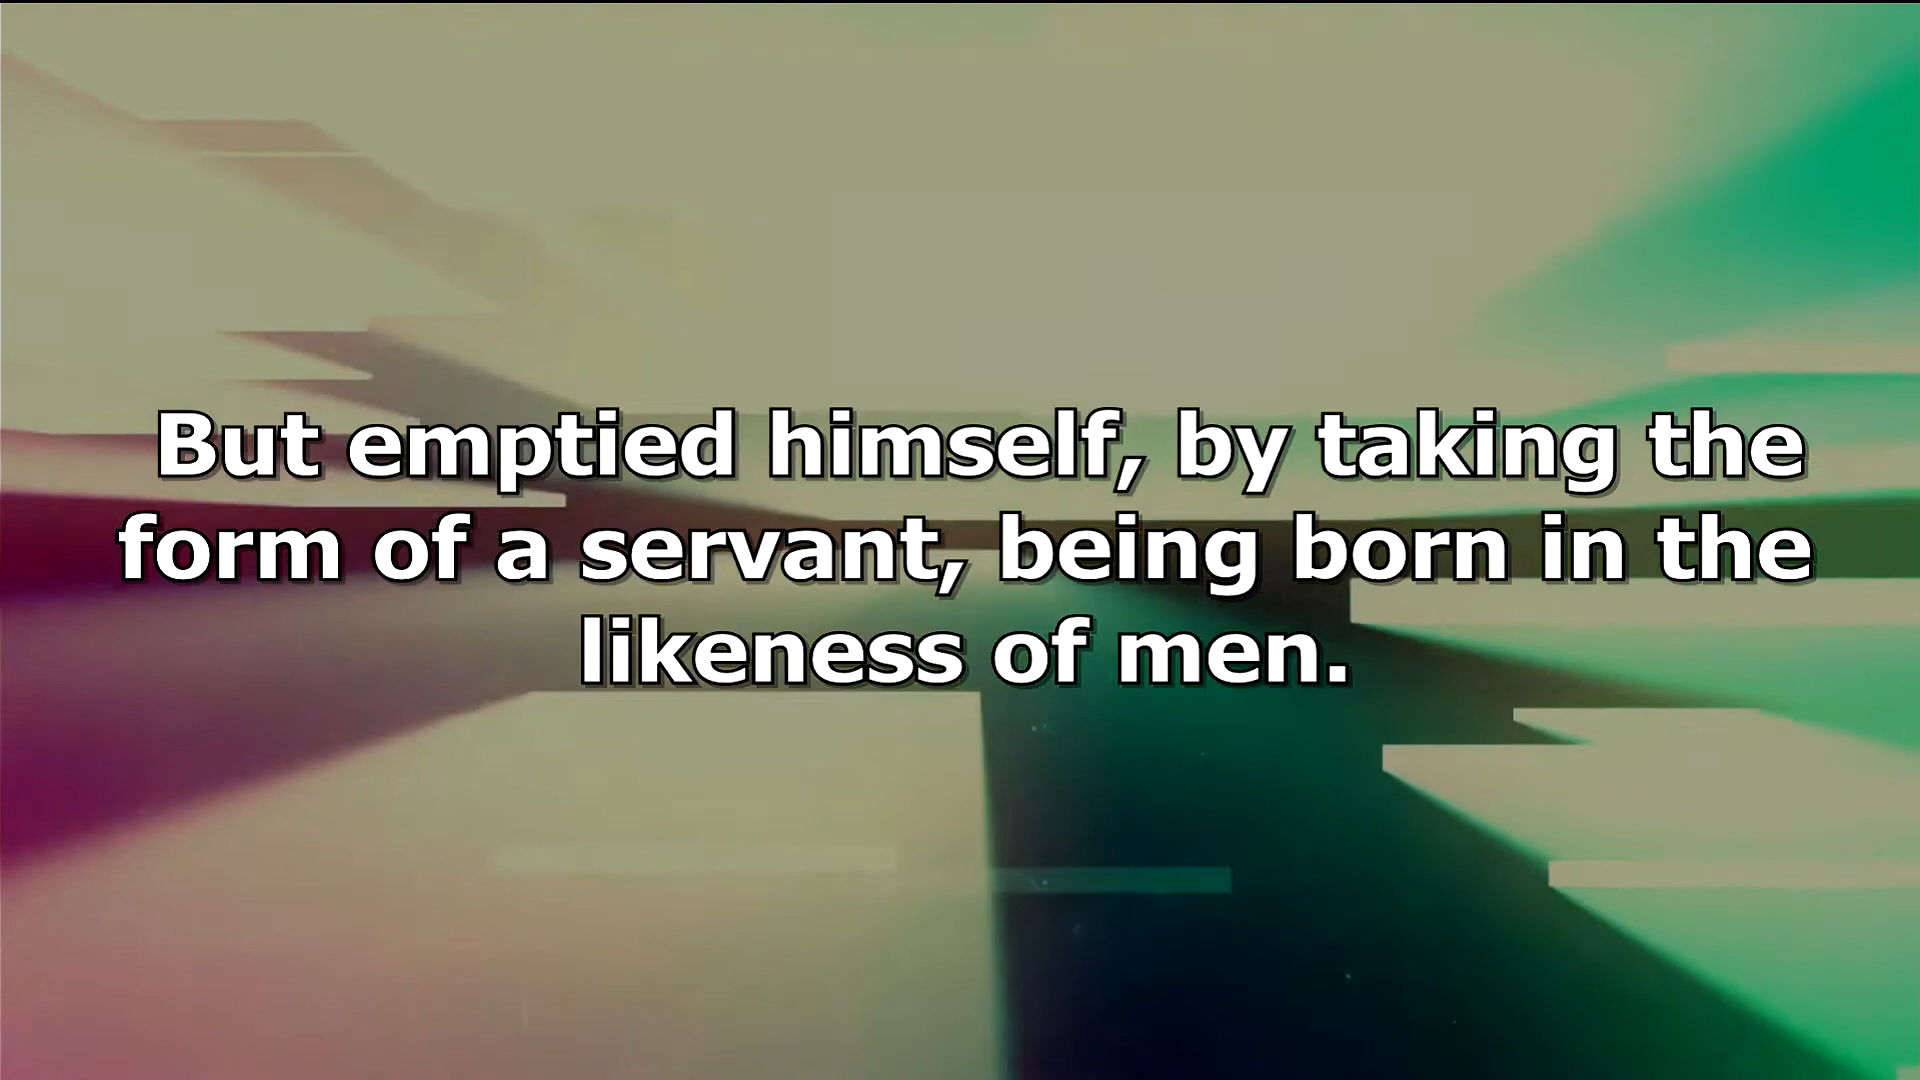 But emptied himself, by taking the
form of a servant, being born in the
likeness of men.